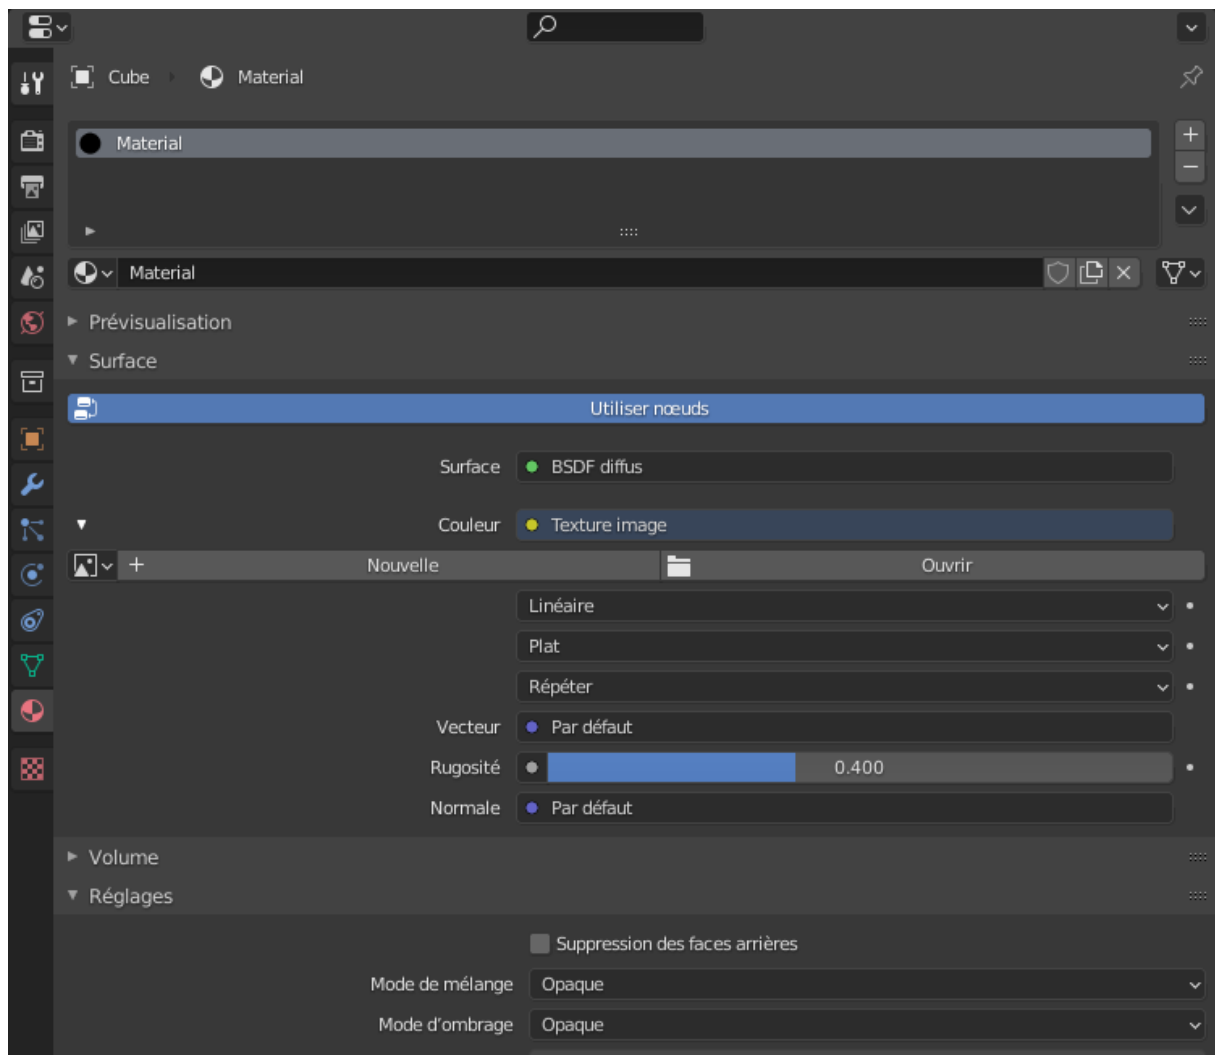 Cube Material
Material
Material
Prévisualisation
Surface
Utiliser nœuds
Surface BSDF diffus
Couleur Texture image
Nouvelle Ouvrir
Linéaire
Plat
Répéter
Vecteur Par défaut
Rugosité 0.400
Normale Par défaut
Volume
Réglages
Suppression des faces arrières
Mode de mélange Opaque
Mode d'ombrage Opaque